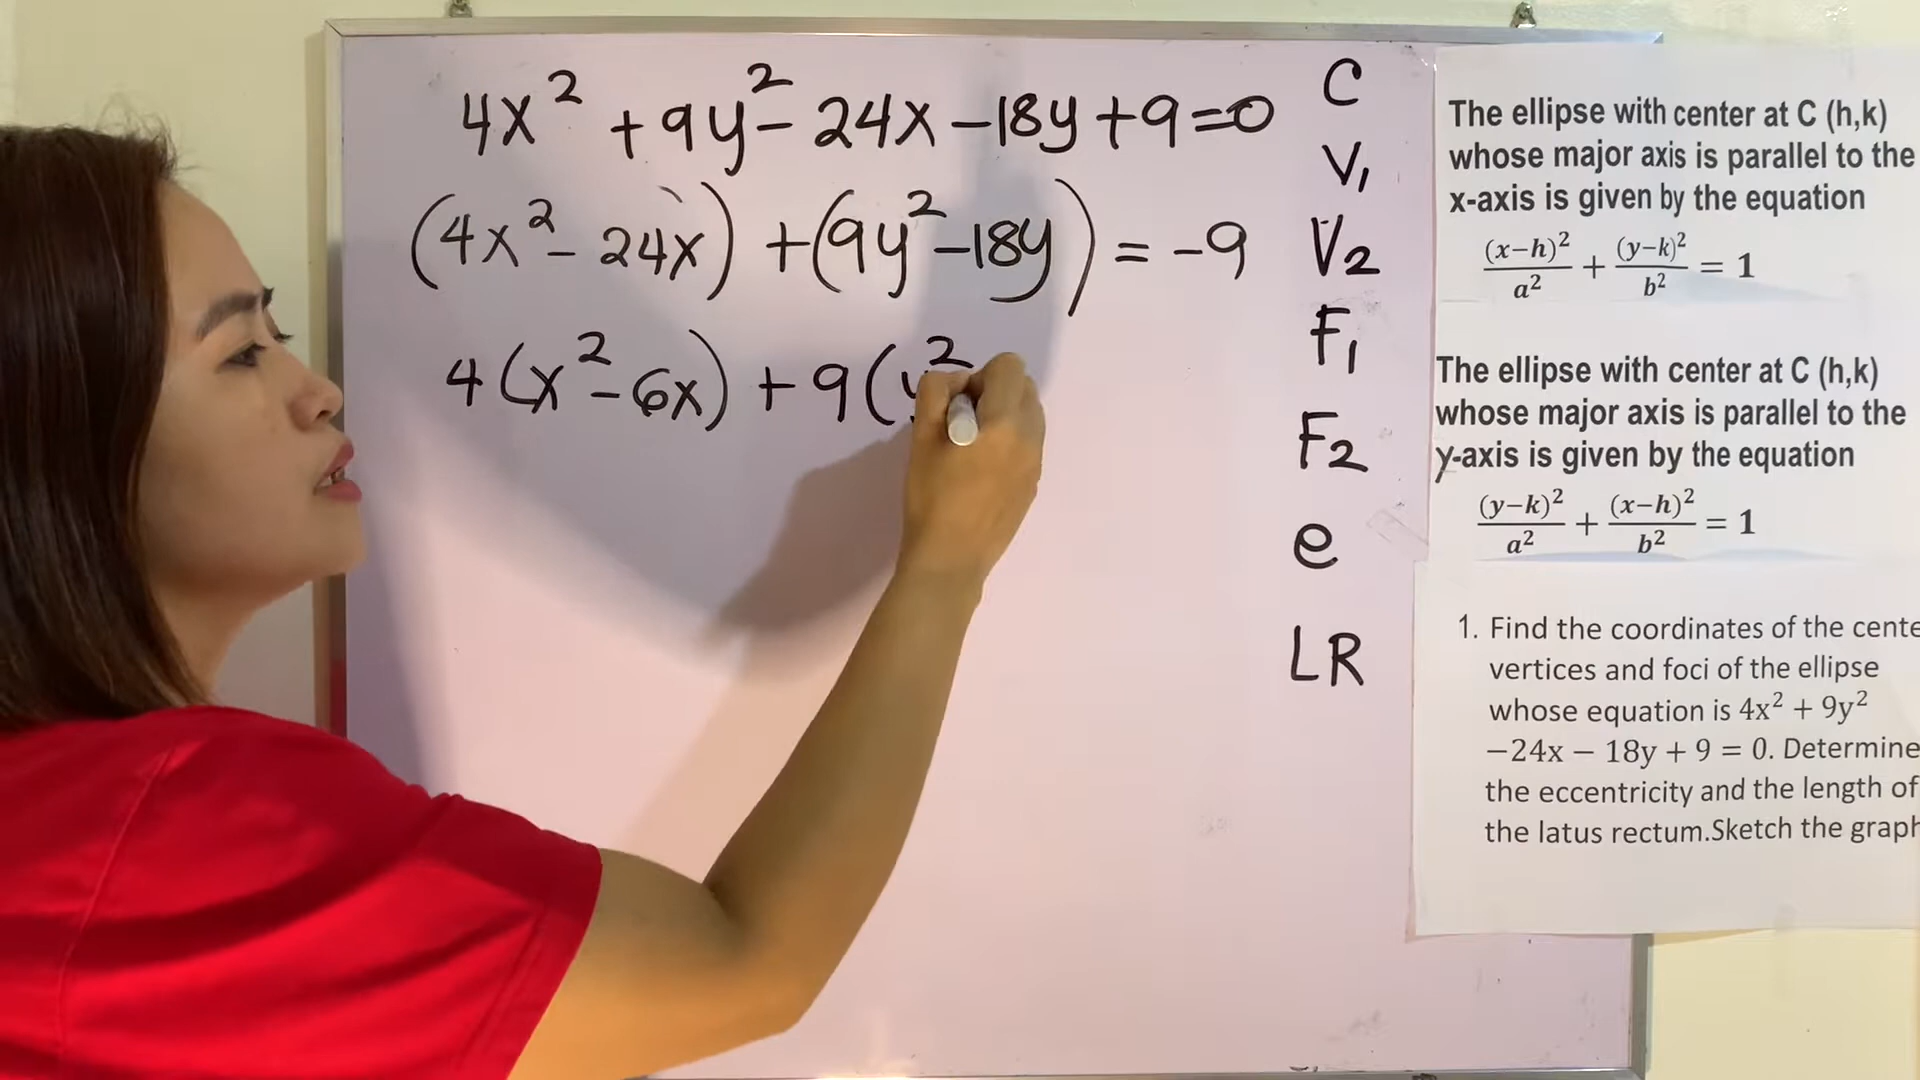 4x² + 9y² - 24x - 18y + 9 = 0
(4x² - 24x) + (9y² - 18y) = -9
4(x² - 6x) + 9(y²
C
V₁
V₂
F₁
F₂
e
LR
The ellipse with center at C (h,k)
whose major axis is parallel to the
x-axis is given by the equation
(x−h)²/a² + (y−k)²/b² = 1
The ellipse with center at C (h,k)
whose major axis is parallel to the
y-axis is given by the equation
(y−k)²/a² + (x−h)²/b² = 1
1. Find the coordinates of the cente
vertices and foci of the ellipse
whose equation is 4x² + 9y²
−24x − 18y + 9 = 0. Determine
the eccentricity and the length of
the latus rectum.Sketch the graph